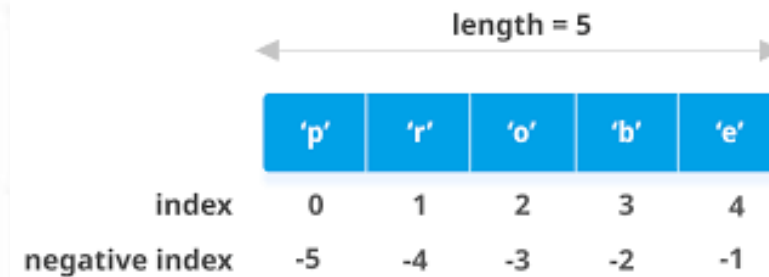 length = 5
‘p’ ‘r’ ‘o’ ‘b’ ‘e’
index 0 1 2 3 4
negative index -5 -4 -3 -2 -1